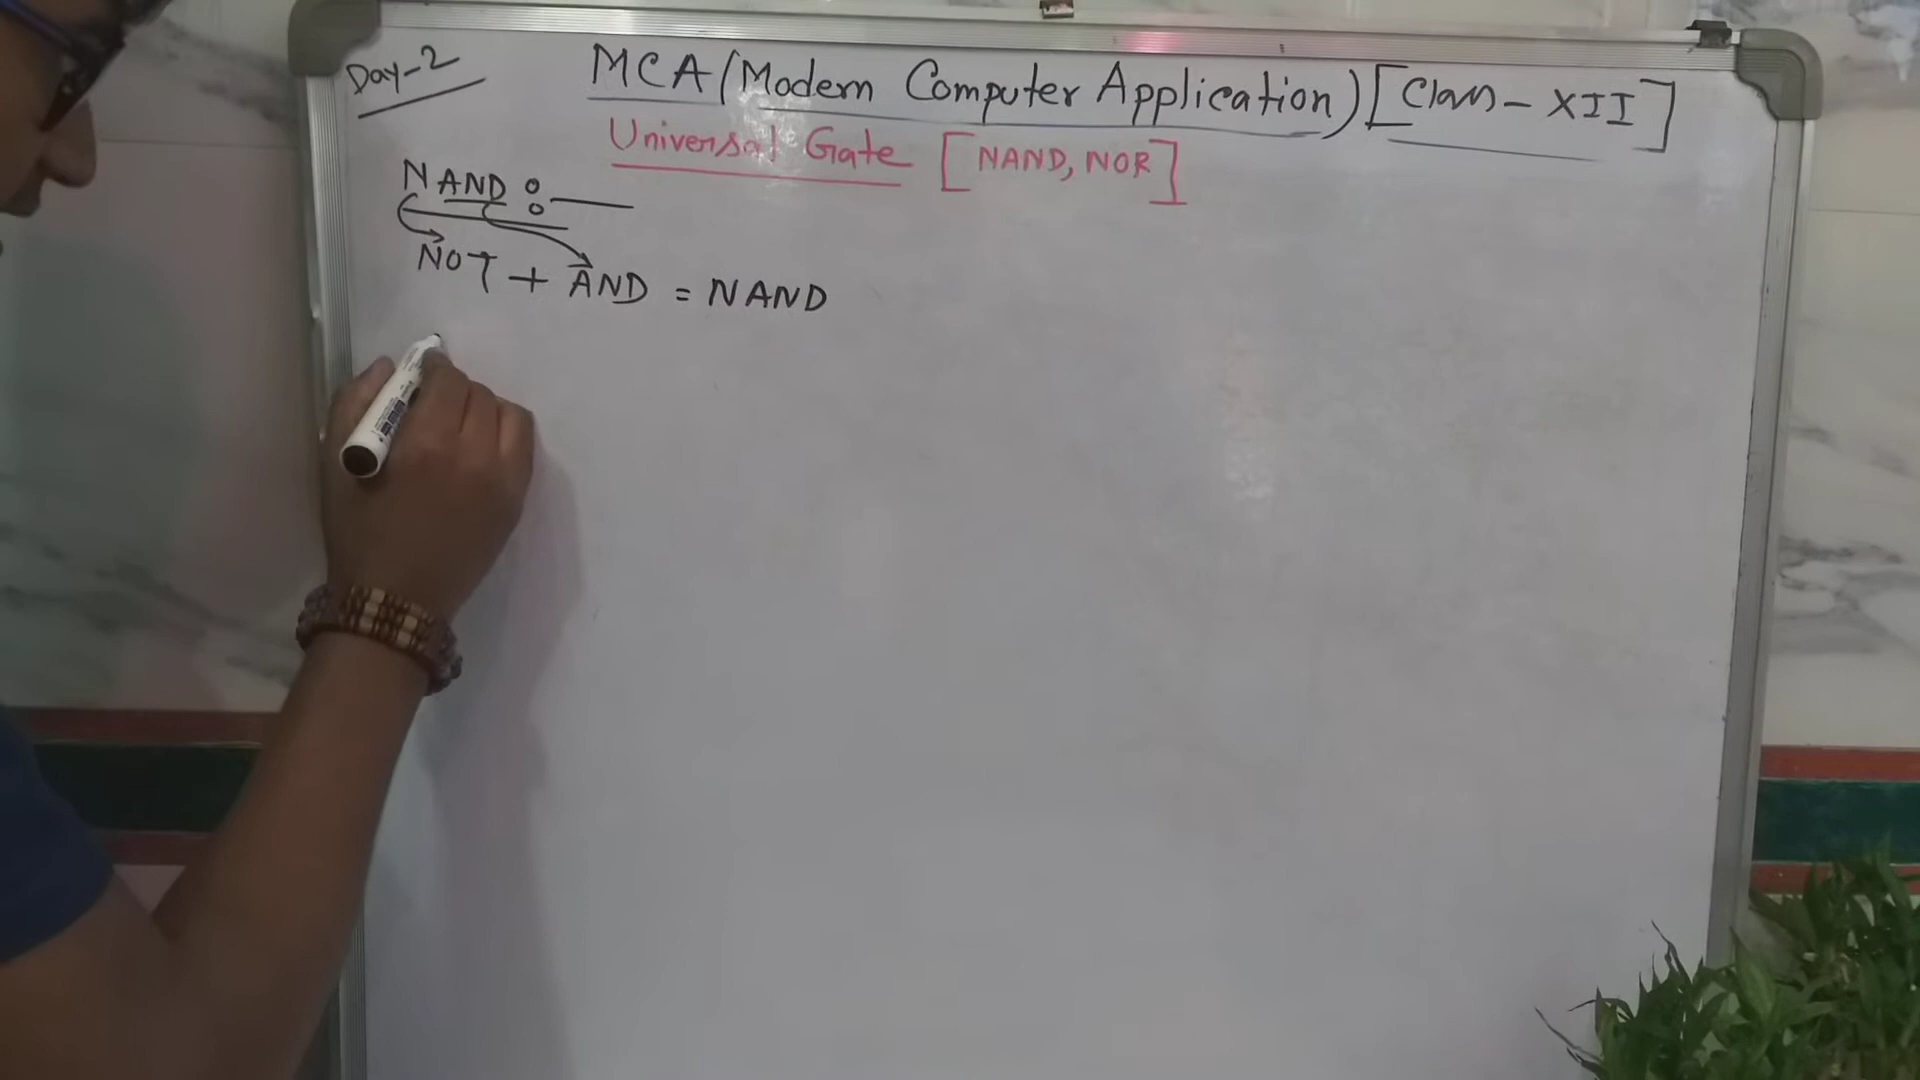 Day-2
MCA (Modern Computer Application) [Class - XII]
Universal Gate [NAND, NOR]
NAND :—
NOT + AND = NAND